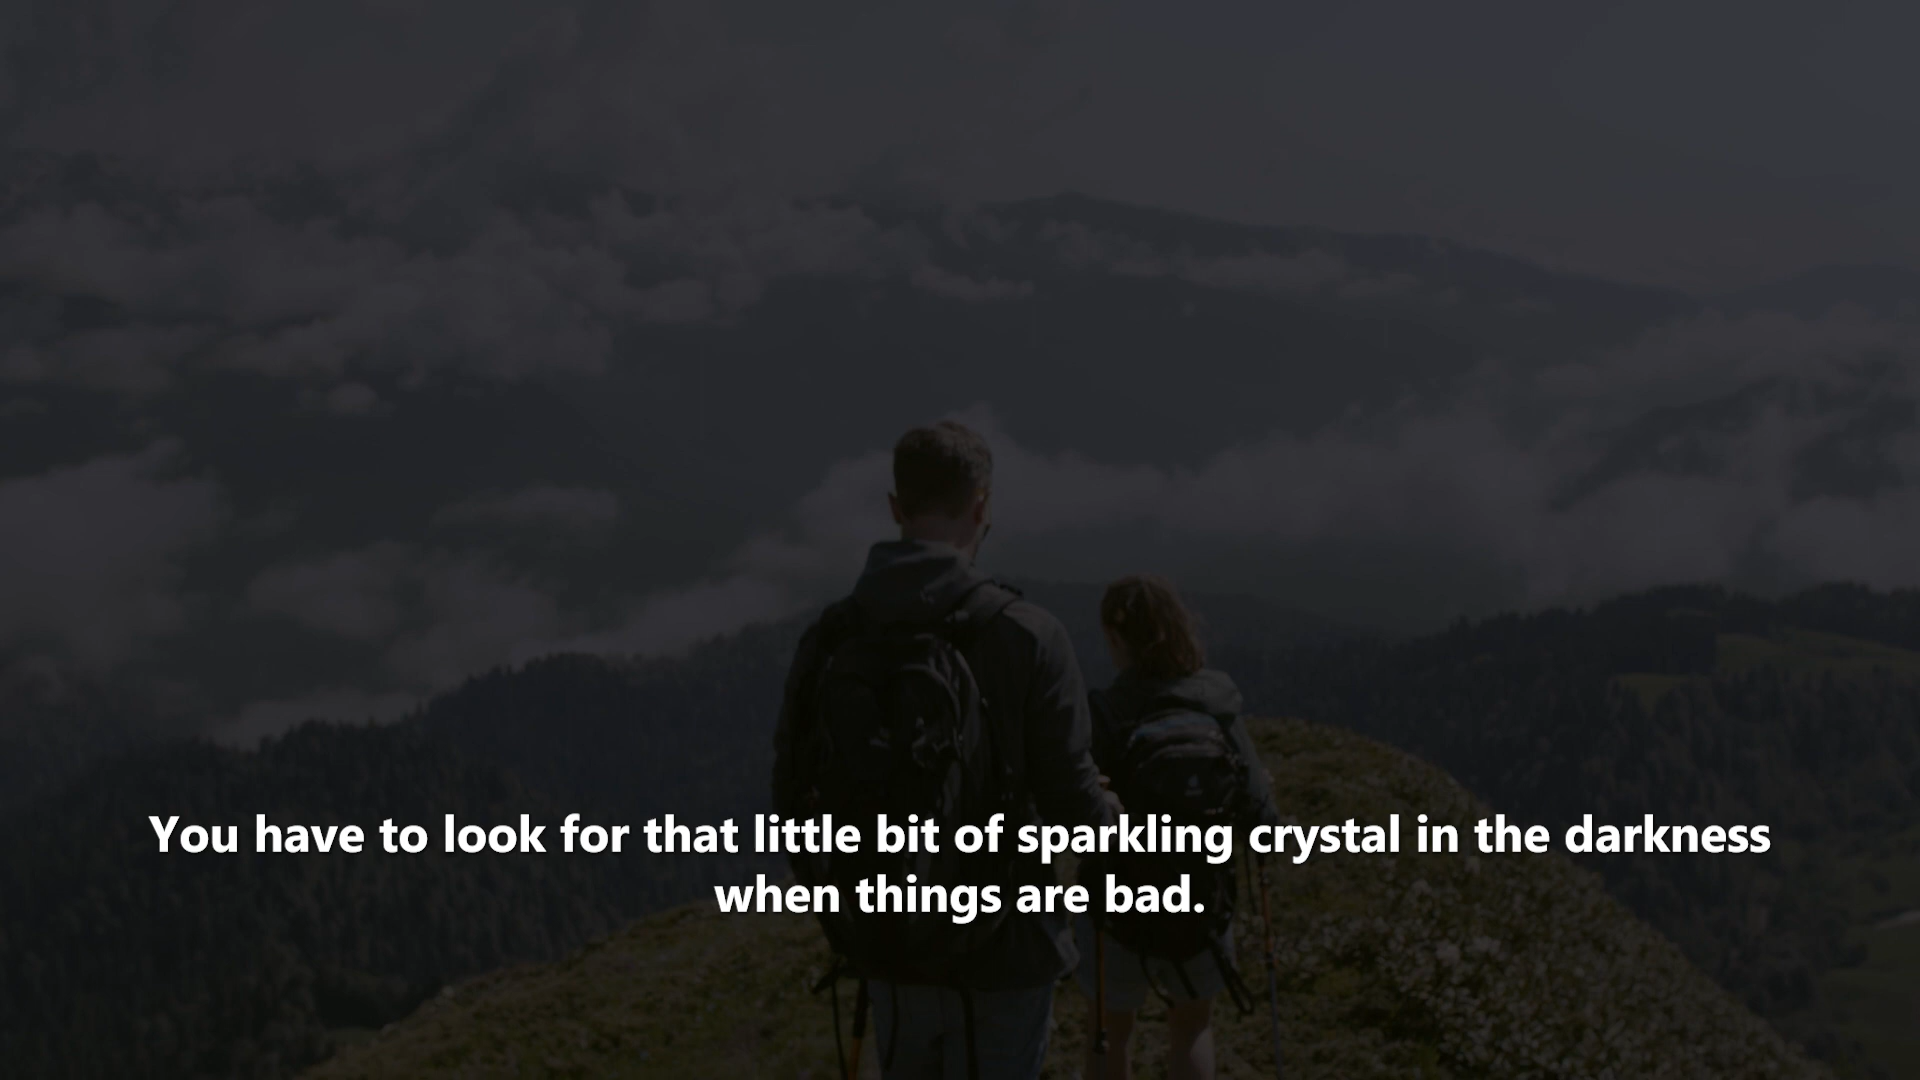 You have to look for that little bit of sparkling crystal in the darkness
when things are bad.